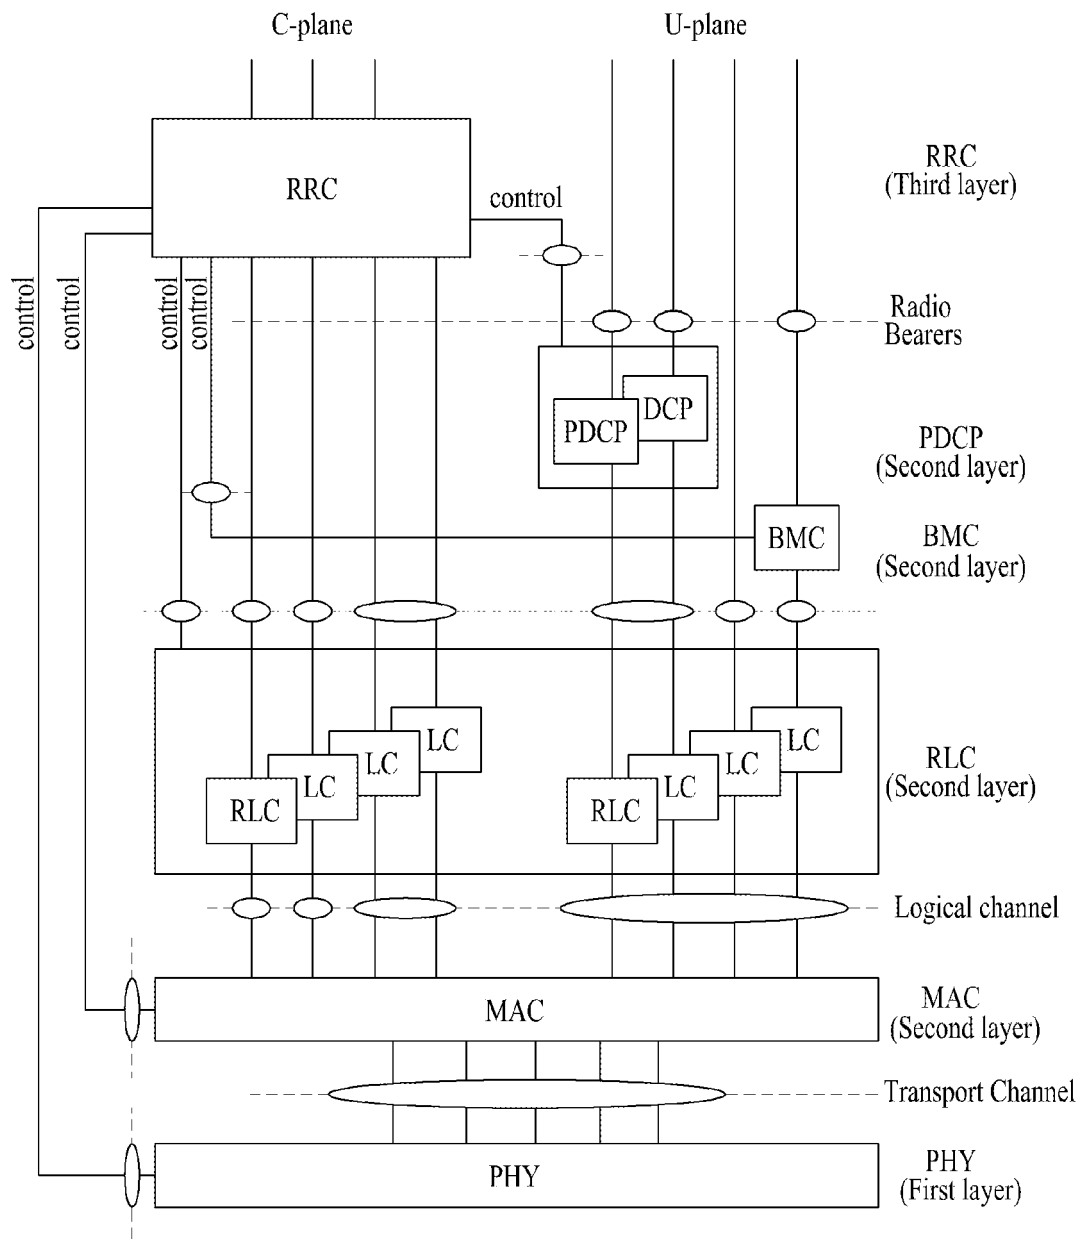 C-plane
U-plane
RRC
RRC
(Third layer)
control
control
control
control
control
Radio
Bearers
DCP
PDCP
PDCP
(Second layer)
BMC
BMC
(Second layer)
LC
LC
LC
RLC
LC
LC
LC
RLC
RLC
(Second layer)
Logical channel
MAC
MAC
(Second layer)
Transport Channel
PHY
PHY
(First layer)